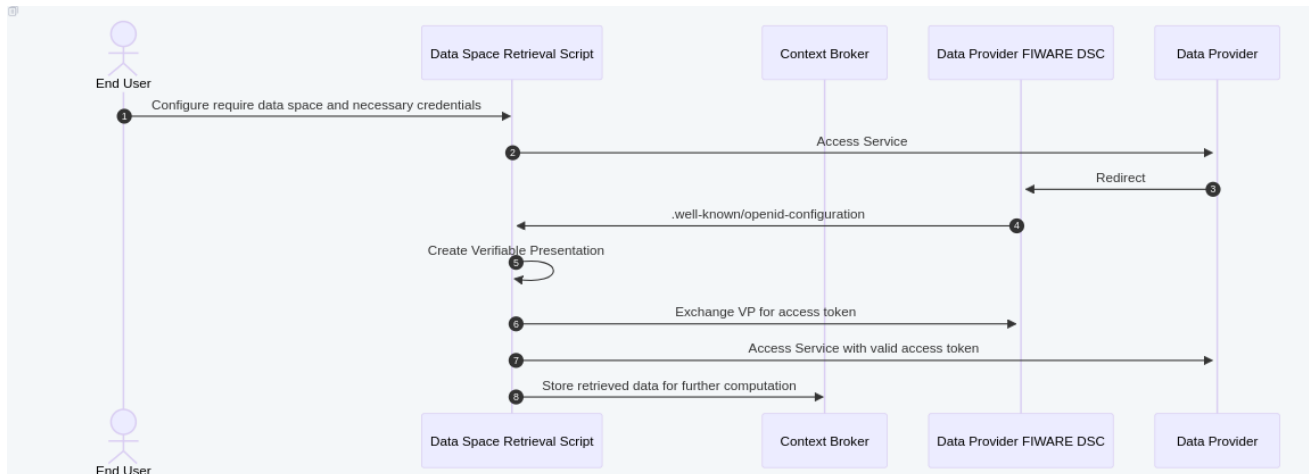 End User
Data Space Retrieval Script
Context Broker
Data Provider FIWARE DSC
Data Provider
1
Configure require data space and necessary credentials
2
Access Service
Redirect
3
.well-known/openid-configuration
4
Create Verifiable Presentation
5
6
Exchange VP for access token
7
Access Service with valid access token
8
Store retrieved data for further computation
End User
Data Space Retrieval Script
Context Broker
Data Provider FIWARE DSC
Data Provider